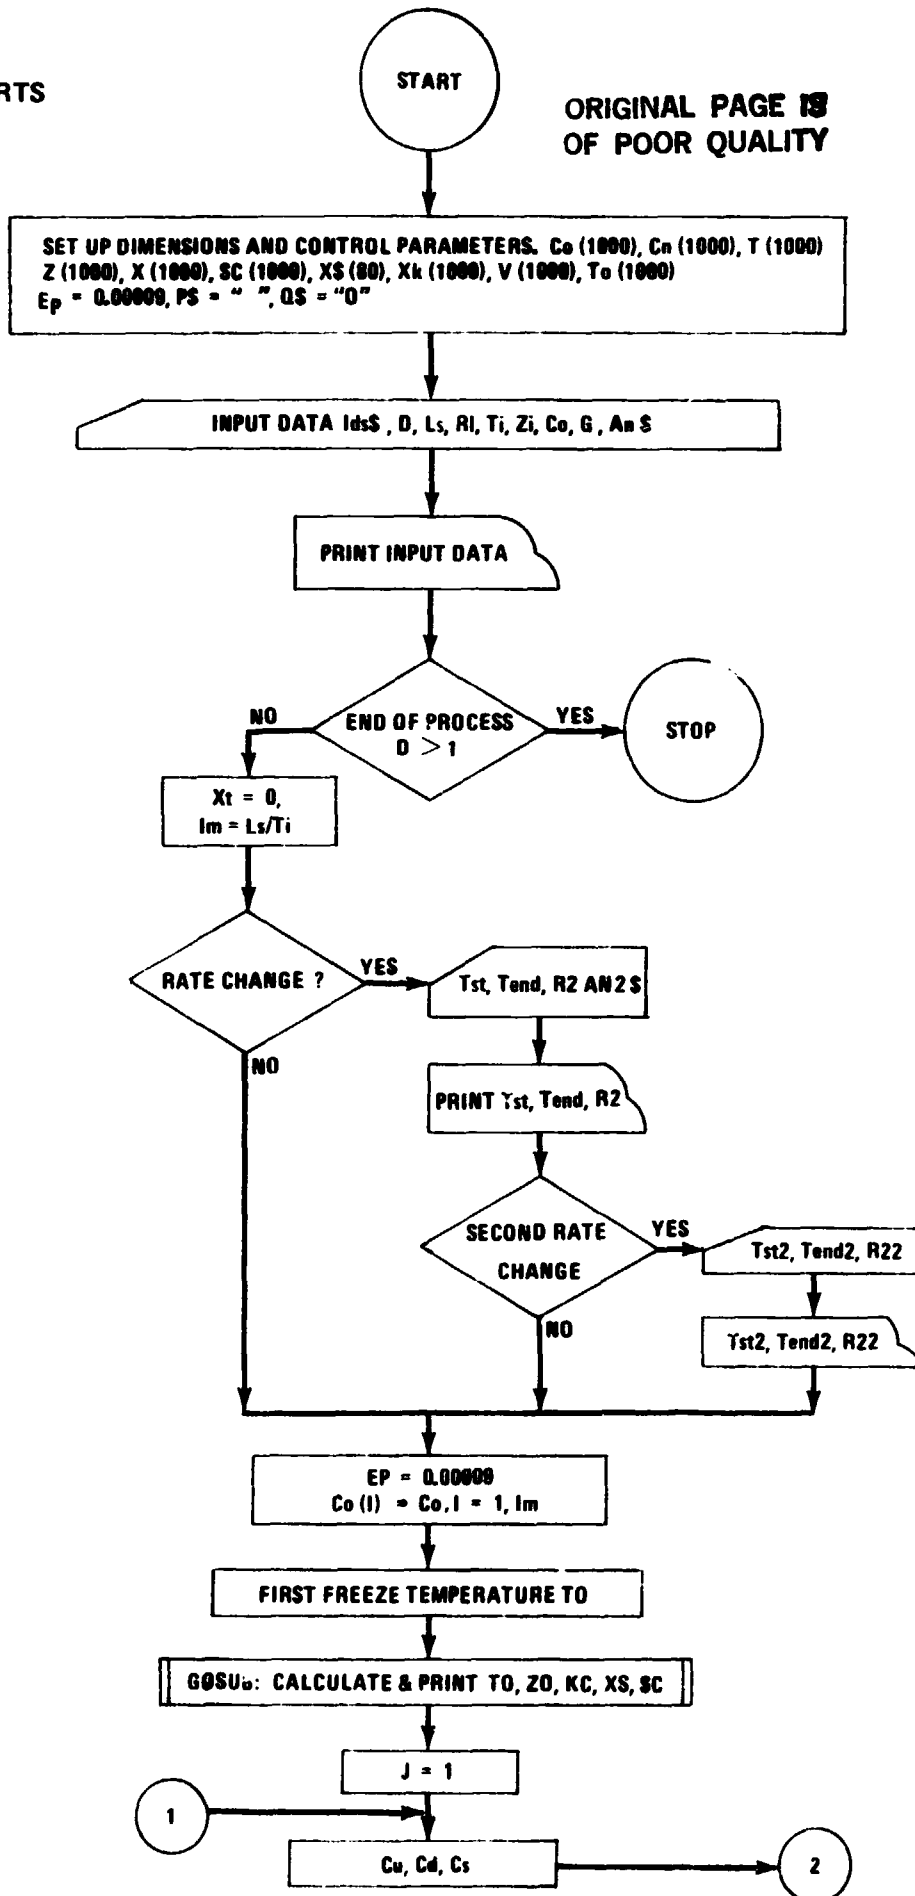 RTS
START
ORIGINAL PAGE IS
OF POOR QUALITY
SET UP DIMENSIONS AND CONTROL PARAMETERS. Co (1000), Cn (1000), T (1000)
Z (1000), X (1000), SC (1000), X$ (80), Xk (1000), V (1000), To (1000)
Ep = 0.00009, P$ = " ", Q$ = "0"
INPUT DATA Ids$, D, Ls, RI, Ti, Zi, Co, G, An $
PRINT INPUT DATA
END OF PROCESS
D > 1
NO
YES
STOP
Xt = 0,
Im = Ls/Ti
RATE CHANGE ?
YES
NO
Tst, Tend, R2 AN2 $
PRINT Tst, Tend, R2
SECOND RATE
CHANGE
YES
NO
Tst2, Tend2, R22
Tst2, Tend2, R22
EP = 0.00009
Co (I) = Co, I = 1, Im
FIRST FREEZE TEMPERATURE TO
GOSUB: CALCULATE & PRINT TO, ZO, KC, XS, SC
J = 1
1
Cu, Cd, Cs
2